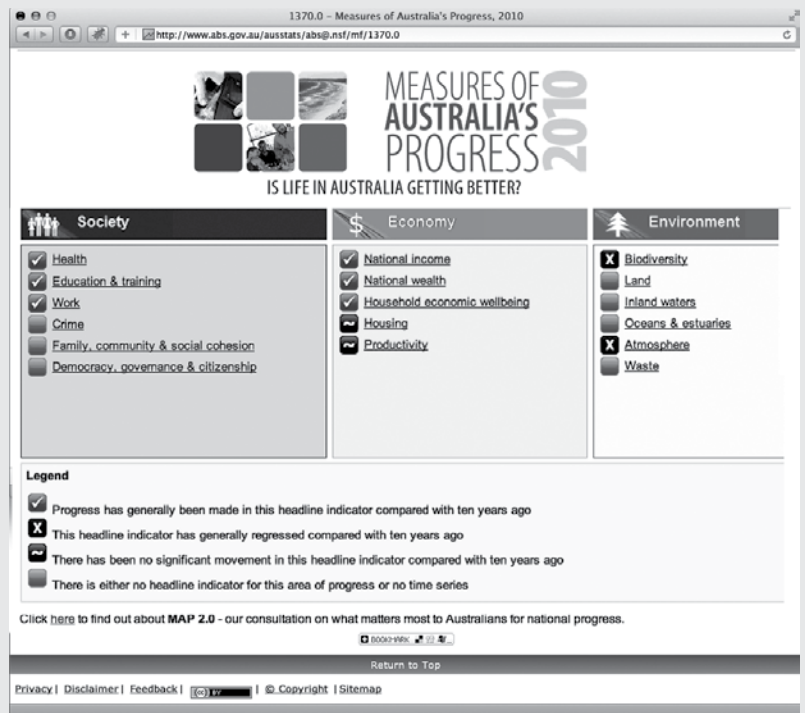 1370.0 – Measures of Australia's Progress, 2010
http://www.abs.gov.au/ausstats/abs@.nsf/mf/1370.0
MEASURES OF
AUSTRALIA'S
PROGRESS
2010
IS LIFE IN AUSTRALIA GETTING BETTER?
Society
Health
Education & training
Work
Crime
Family, community & social cohesion
Democracy, governance & citizenship
$ Economy
National income
National wealth
Household economic wellbeing
~ Housing
~ Productivity
Environment
X Biodiversity
Land
Inland waters
Oceans & estuaries
X Atmosphere
Waste
Legend
Progress has generally been made in this headline indicator compared with ten years ago
X This headline indicator has generally regressed compared with ten years ago
~ There has been no significant movement in this headline indicator compared with ten years ago
There is either no headline indicator for this area of progress or no time series
Click here to find out about MAP 2.0 - our consultation on what matters most to Australians for national progress.
BOOKMARK
Return to Top
Privacy | Disclaimer | Feedback | (cc) BY | © Copyright | Sitemap